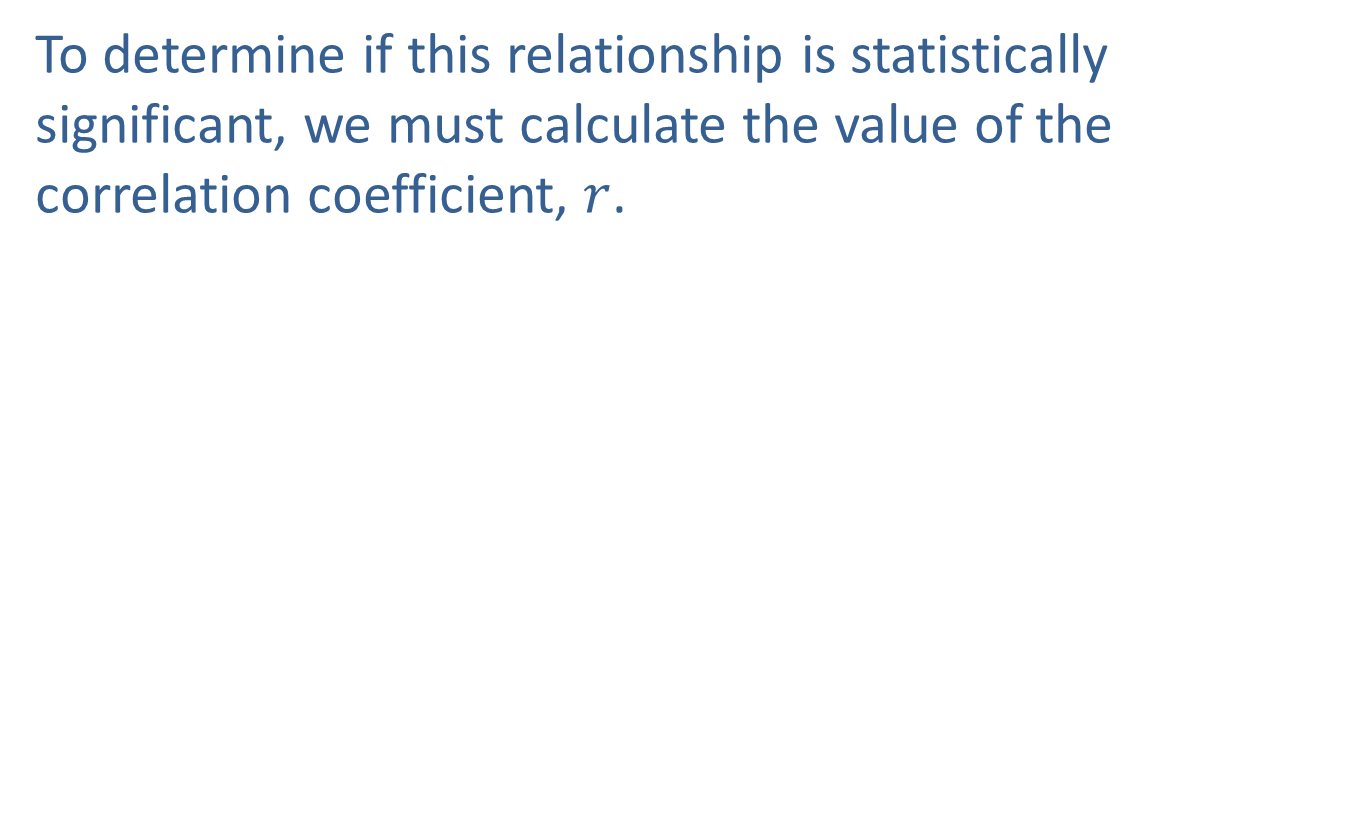 To determine if this relationship is statistically
significant, we must calculate the value of the
correlation coefficient, r.